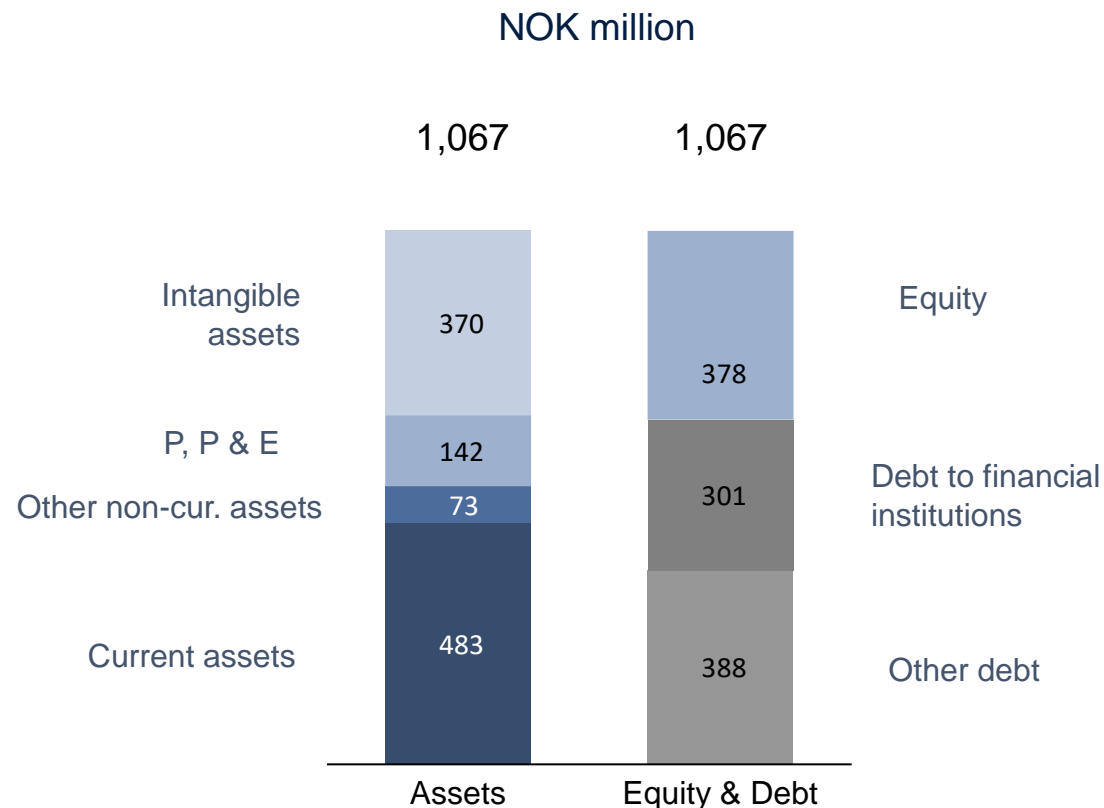 NOK million
1,067
1,067
Intangible
assets
370
Equity
378
P, P & E
142
Other non-cur. assets
73
Debt to financial
institutions
301
Current assets
483
388
Other debt
Assets
Equity & Debt